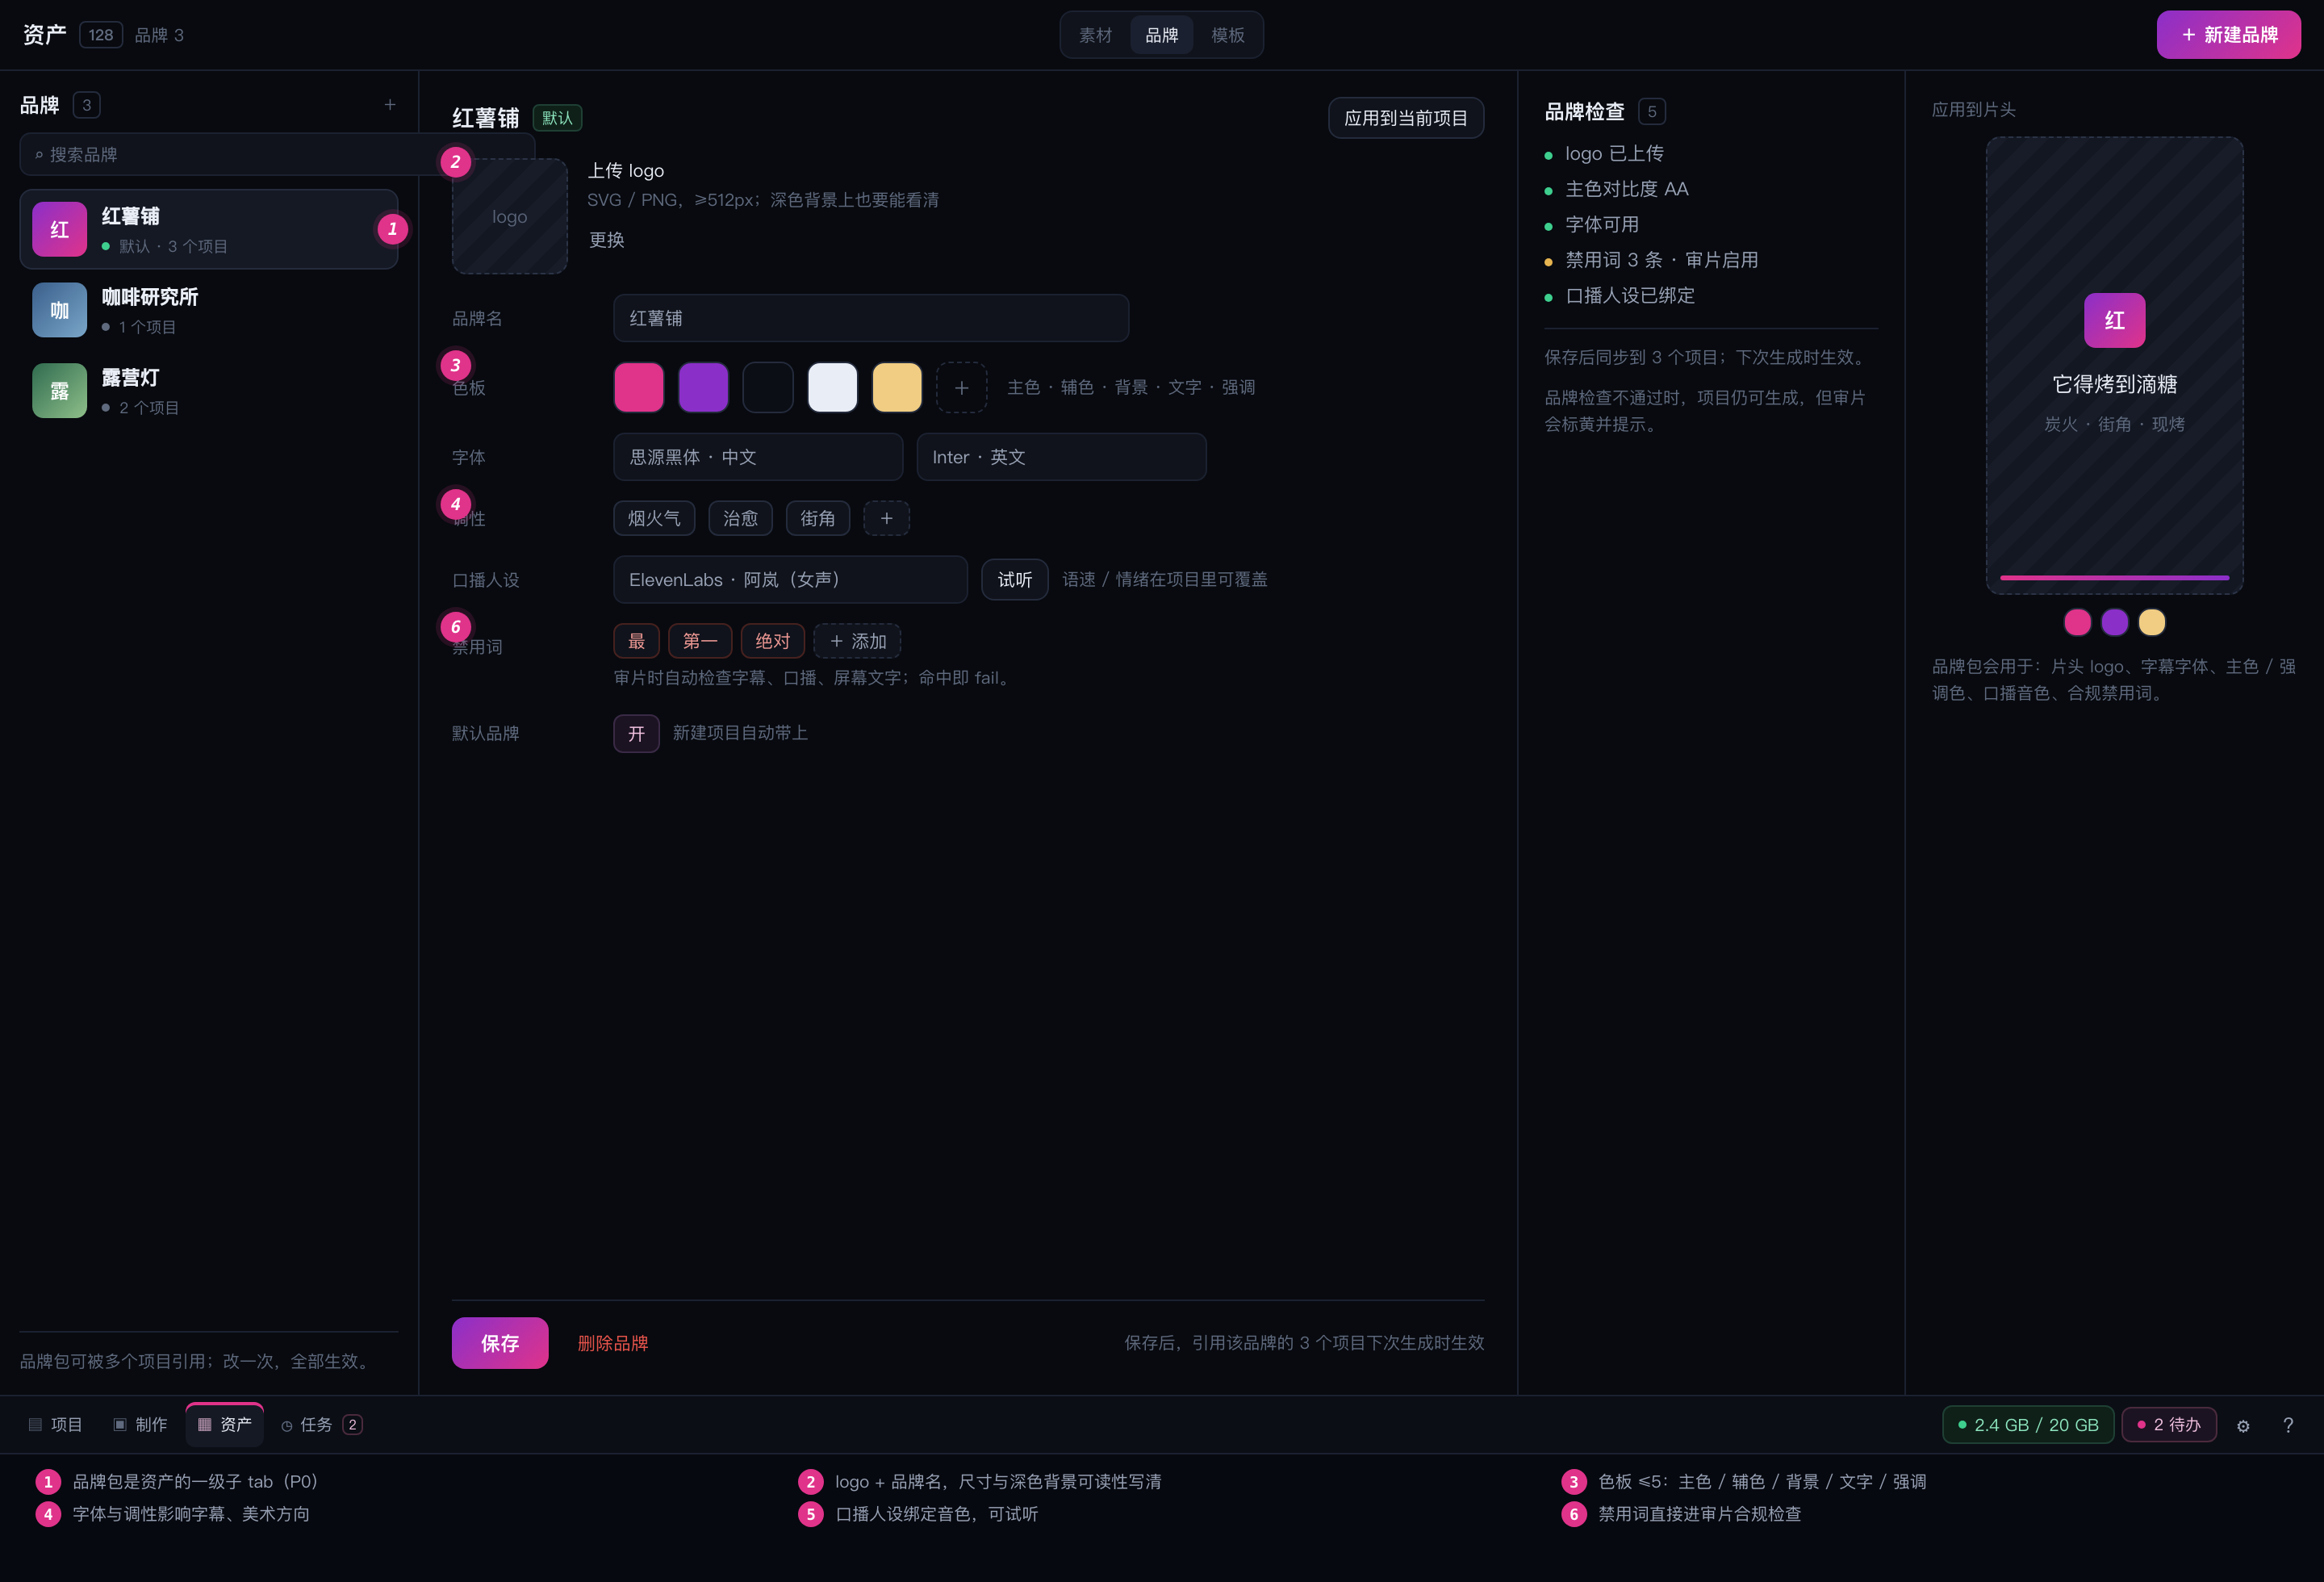 资产 128 品牌 3
素材 品牌 模板
+ 新建品牌
品牌 3 +
搜索品牌
红 红薯铺
默认 · 3 个项目
1
咖 咖啡研究所
1 个项目
露 露营灯
2 个项目
品牌包可被多个项目引用；改一次，全部生效。
红薯铺 默认 应用到当前项目
2
logo
上传 logo
SVG / PNG，≥512px；深色背景上也要能看清
更换
品牌名 红薯铺
3
色板 + 主色 · 辅色 · 背景 · 文字 · 强调
字体 思源黑体 · 中文 Inter · 英文
4
调性 烟火气 治愈 街角 +
口播人设 ElevenLabs · 阿岚（女声） 试听 语速 / 情绪在项目里可覆盖
6
禁用词 最 第一 绝对 + 添加
审片时自动检查字幕、口播、屏幕文字；命中即 fail。
默认品牌 开 新建项目自动带上
保存 删除品牌 保存后，引用该品牌的 3 个项目下次生成时生效
品牌检查 5
logo 已上传
主色对比度 AA
字体可用
禁用词 3 条 · 审片启用
口播人设已绑定
保存后同步到 3 个项目；下次生成时生效。
品牌检查不通过时，项目仍可生成，但审片
会标黄并提示。
应用到片头
红
它得烤到滴糖
炭火 · 街角 · 现烤
品牌包会用于：片头 logo、字幕字体、主色 / 强
调色、口播音色、合规禁用词。
项目 制作 资产 任务 2
2.4 GB / 20 GB 2 待办 ?
1 品牌包是资产的一级子 tab（P0）
2 logo + 品牌名，尺寸与深色背景可读性写清
3 色板 ≤5：主色 / 辅色 / 背景 / 文字 / 强调
4 字体与调性影响字幕、美术方向
5 口播人设绑定音色，可试听
6 禁用词直接进审片合规检查